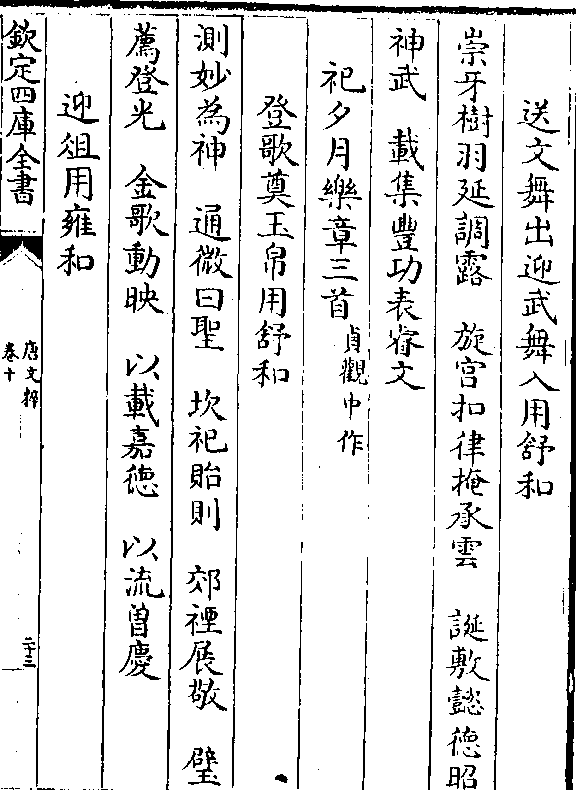 送文舞出迎武舞入用舒和
崇牙樹羽延調露　旋宮扣律掩承雲　誕敷懿德昭
神武　載集豐功表睿文
祀夕月樂章三首貞觀中作
登歌奠玉帛用舒和
測妙為神　通微曰聖　坎祀貽則　郊禋展敬　璧
薦登光　金歌動映　以載嘉德　以流曽慶
迎俎用雍和
欽定四庫全書
唐文粹
卷十
二十三